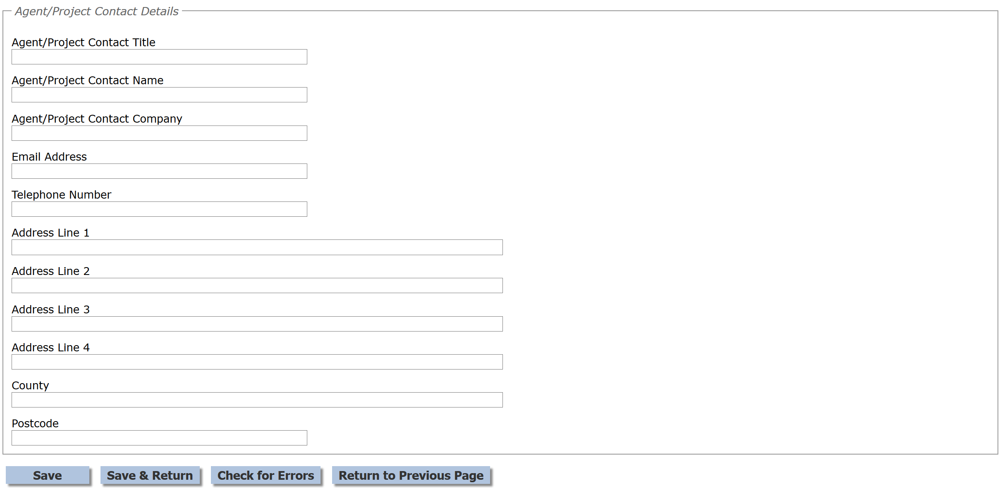 Agent/Project Contact Details
Agent/Project Contact Title
Agent/Project Contact Name
Agent/Project Contact Company
Email Address
Telephone Number
Address Line 1
Address Line 2
Address Line 3
Address Line 4
County
Postcode
Save Save & Return Check for Errors Return to Previous Page